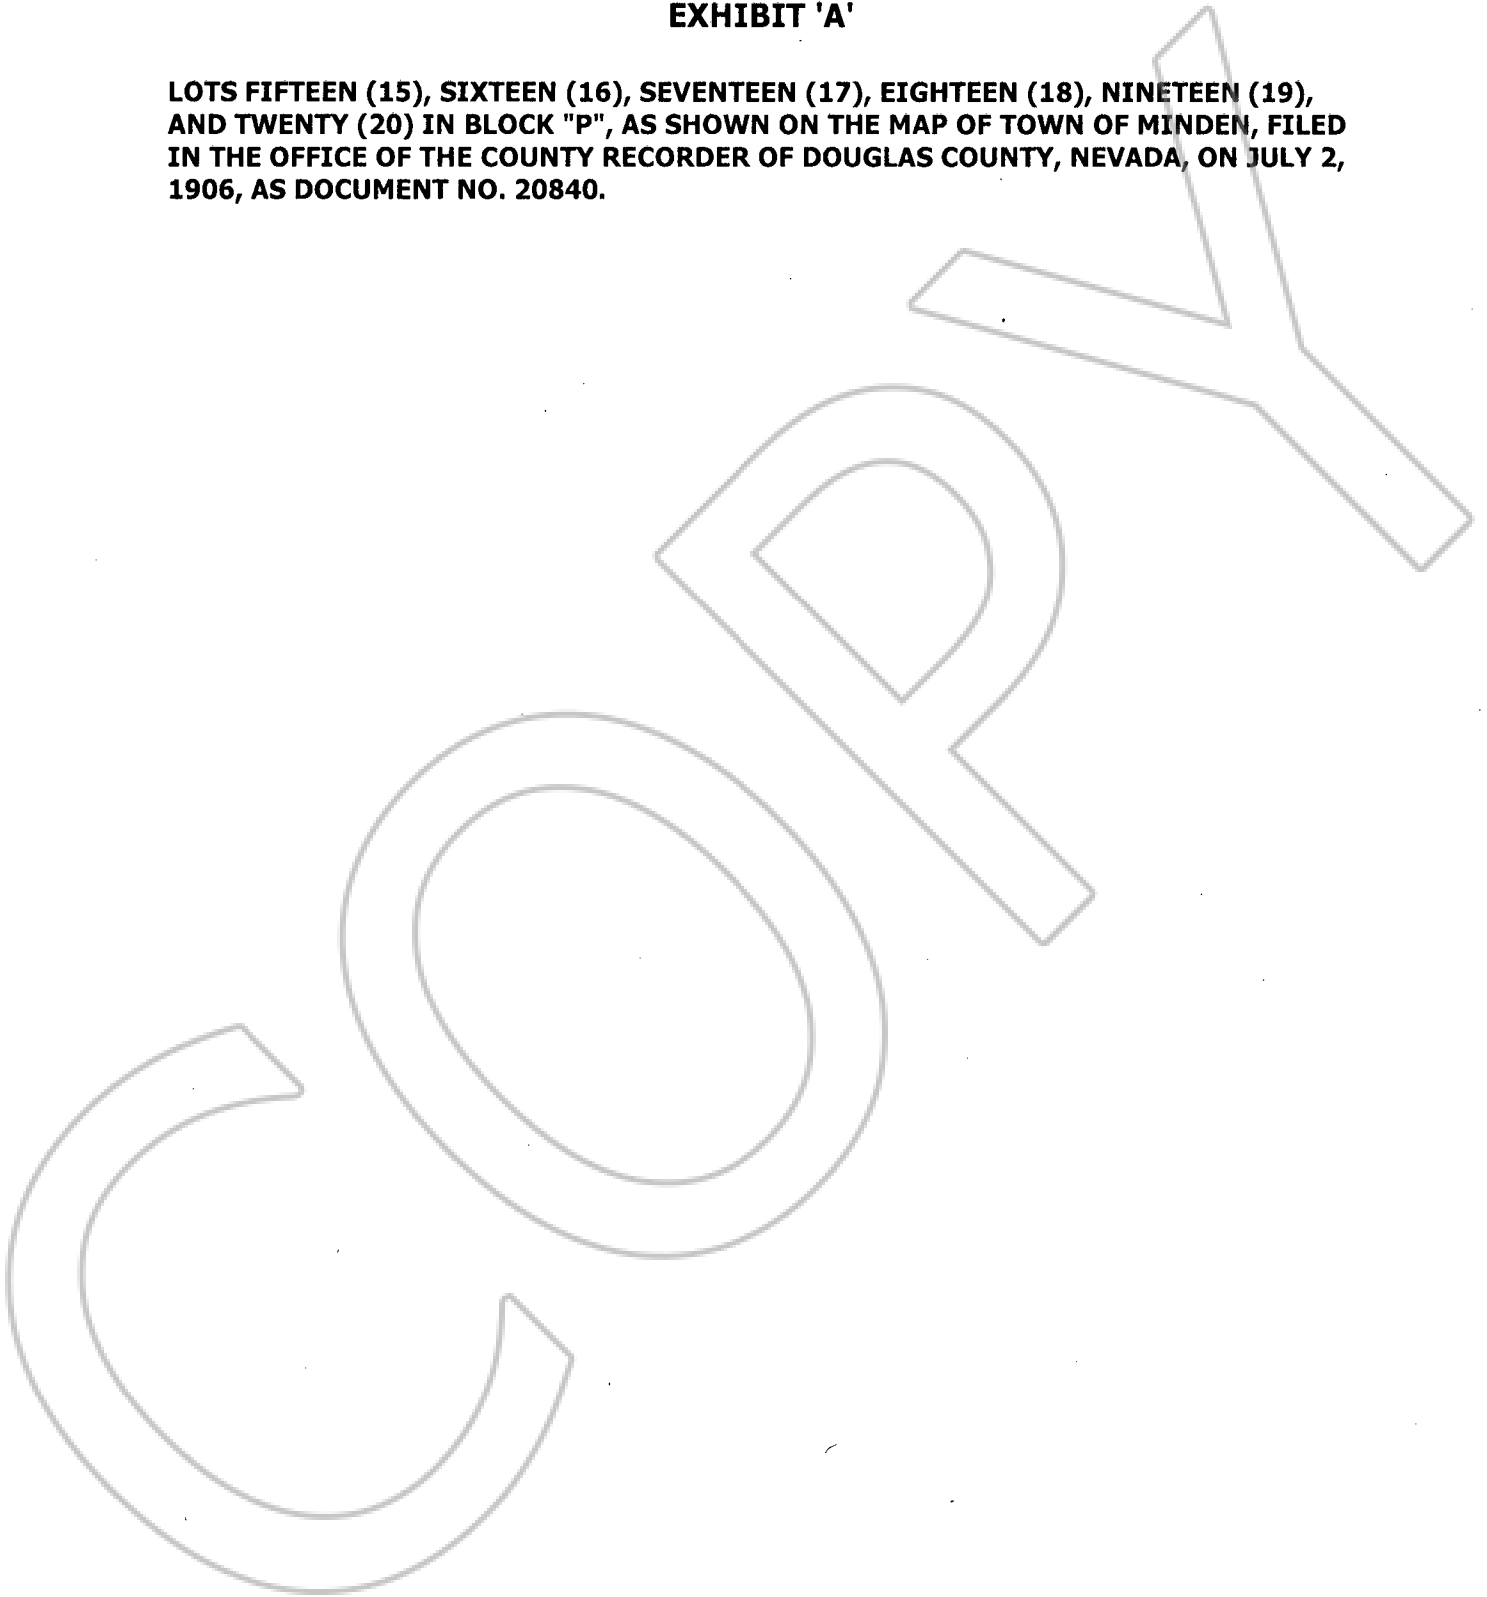 EXHIBIT 'A'
LOTS FIFTEEN (15), SIXTEEN (16), SEVENTEEN (17), EIGHTEEN (18), NINETEEN (19),
AND TWENTY (20) IN BLOCK "P", AS SHOWN ON THE MAP OF TOWN OF MINDEN, FILED
IN THE OFFICE OF THE COUNTY RECORDER OF DOUGLAS COUNTY, NEVADA, ON JULY 2,
1906, AS DOCUMENT NO. 20840.
COPY